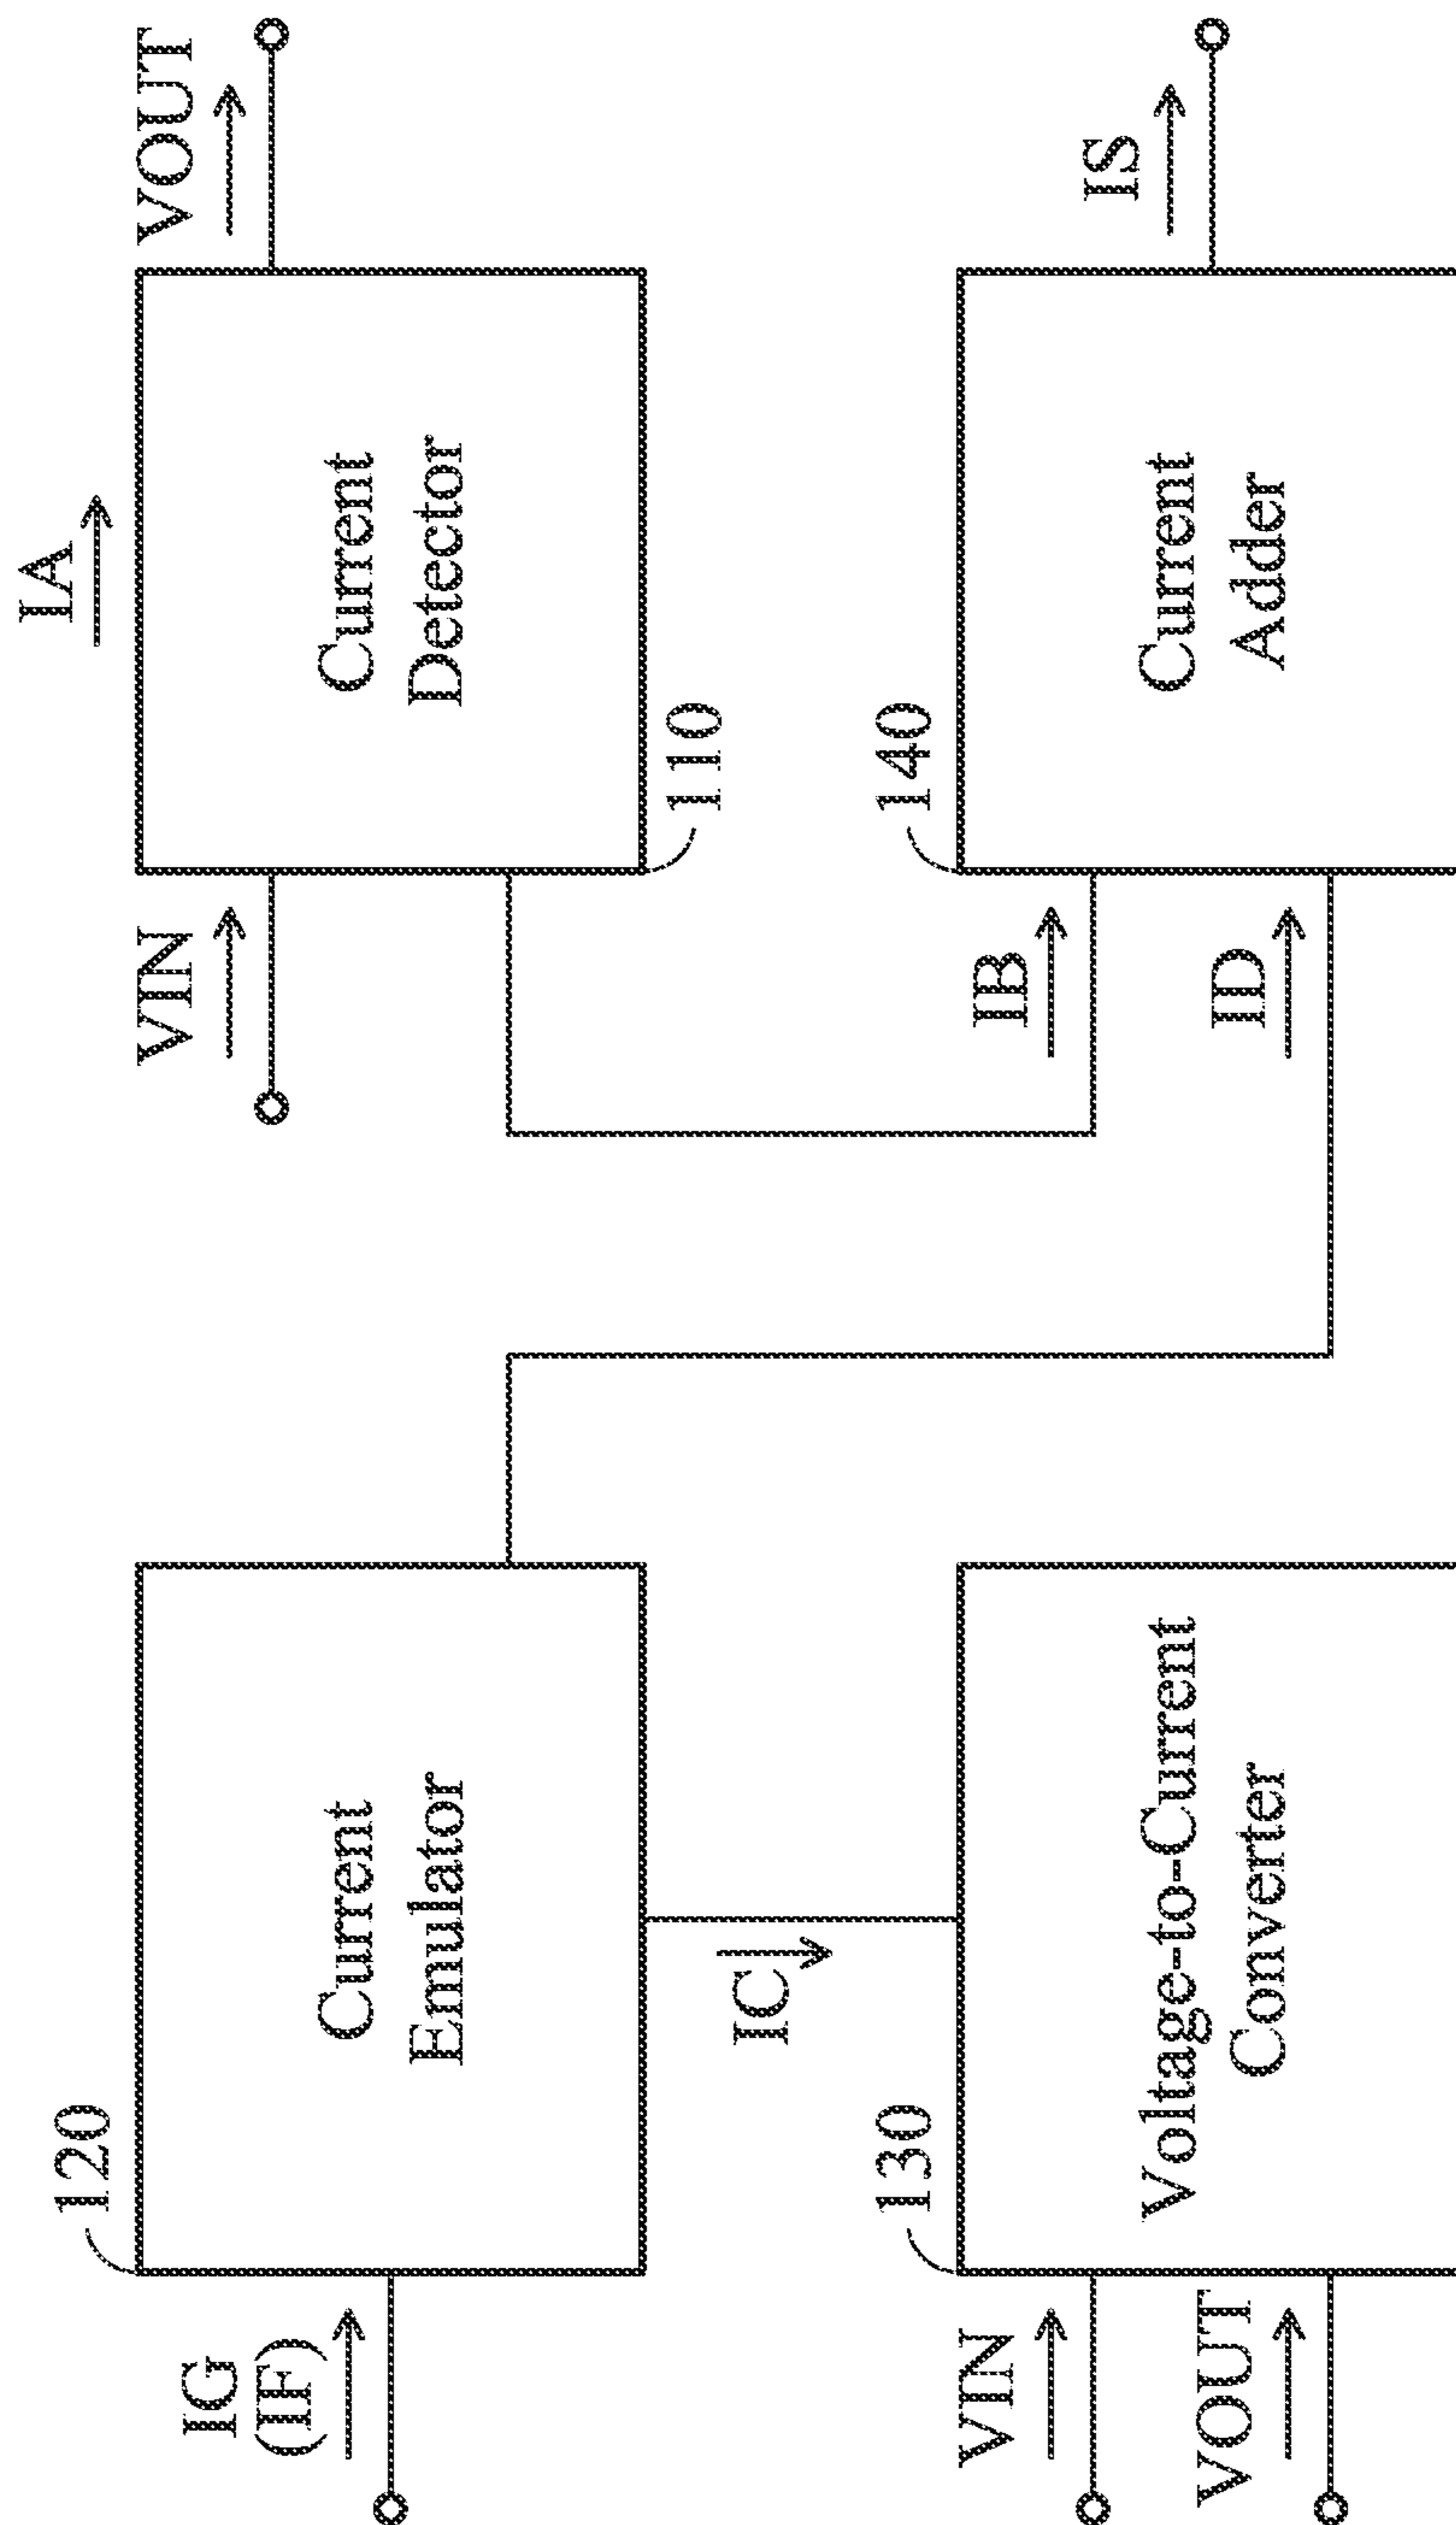 120
IG
(IF)
Current
Emulator
IC
130
VIN
VOUT
Voltage-to-Current
Converter
IA
VIN
VOUT
Current
Detector
110
140
IB
ID
Current
Adder
IS